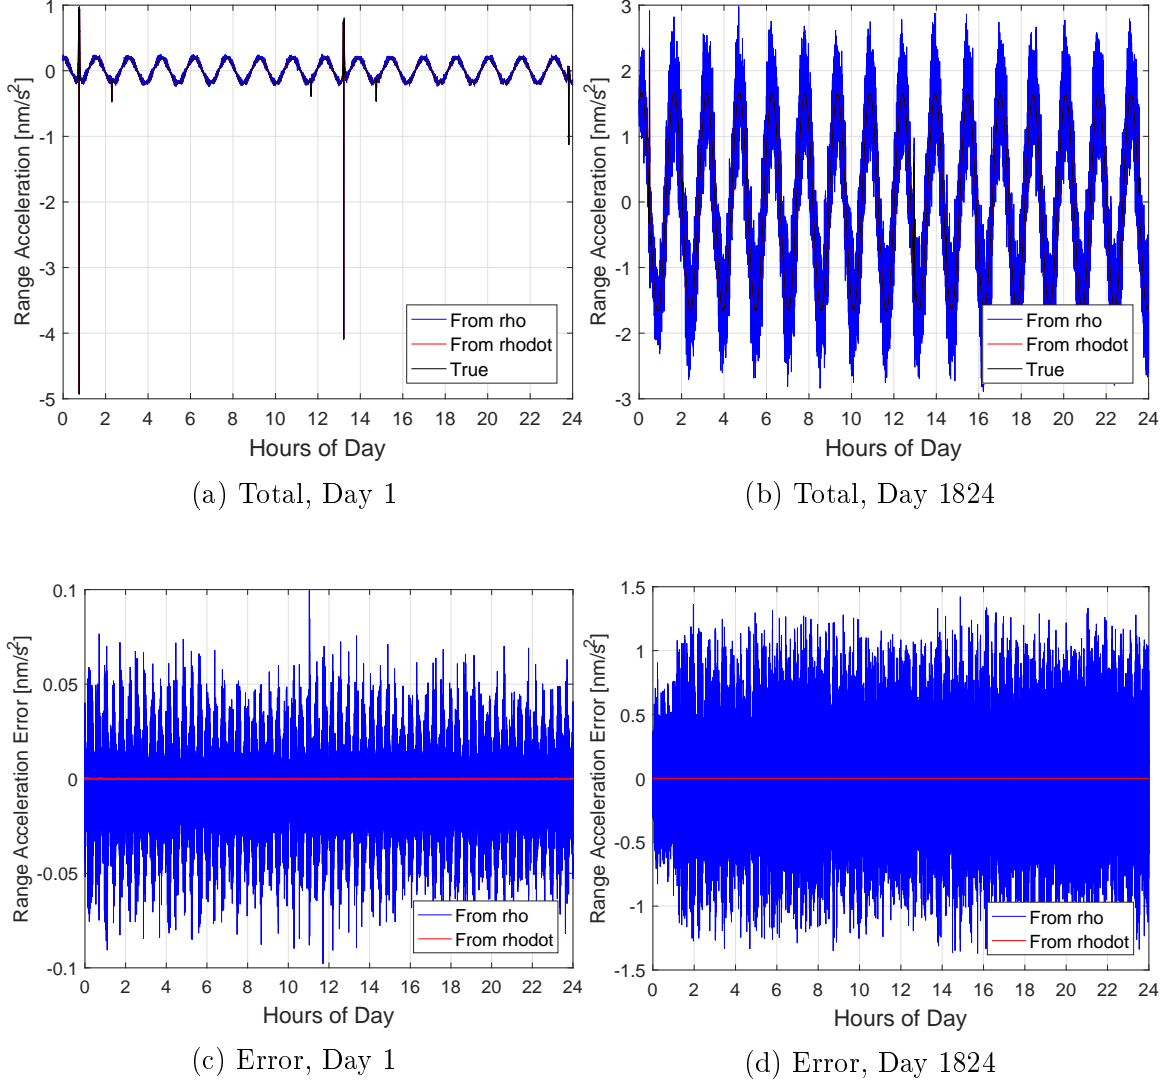 1
0
-1
-2
-3
-4
-5
Range Acceleration [nm/s²]
From rho
From rhodot
True
0 2 4 6 8 10 12 14 16 18 20 22 24
Hours of Day
(a) Total, Day 1
3
2
1
0
-1
-2
-3
Range Acceleration [nm/s²]
From rho
From rhodot
True
0 2 4 6 8 10 12 14 16 18 20 22 24
Hours of Day
(b) Total, Day 1824
0.1
0.05
0
-0.05
-0.1
Range Acceleration Error [nm/s²]
From rho
From rhodot
0 2 4 6 8 10 12 14 16 18 20 22 24
Hours of Day
(c) Error, Day 1
1.5
1
0.5
0
-0.5
-1
-1.5
Range Acceleration Error [nm/s²]
From rho
From rhodot
0 2 4 6 8 10 12 14 16 18 20 22 24
Hours of Day
(d) Error, Day 1824